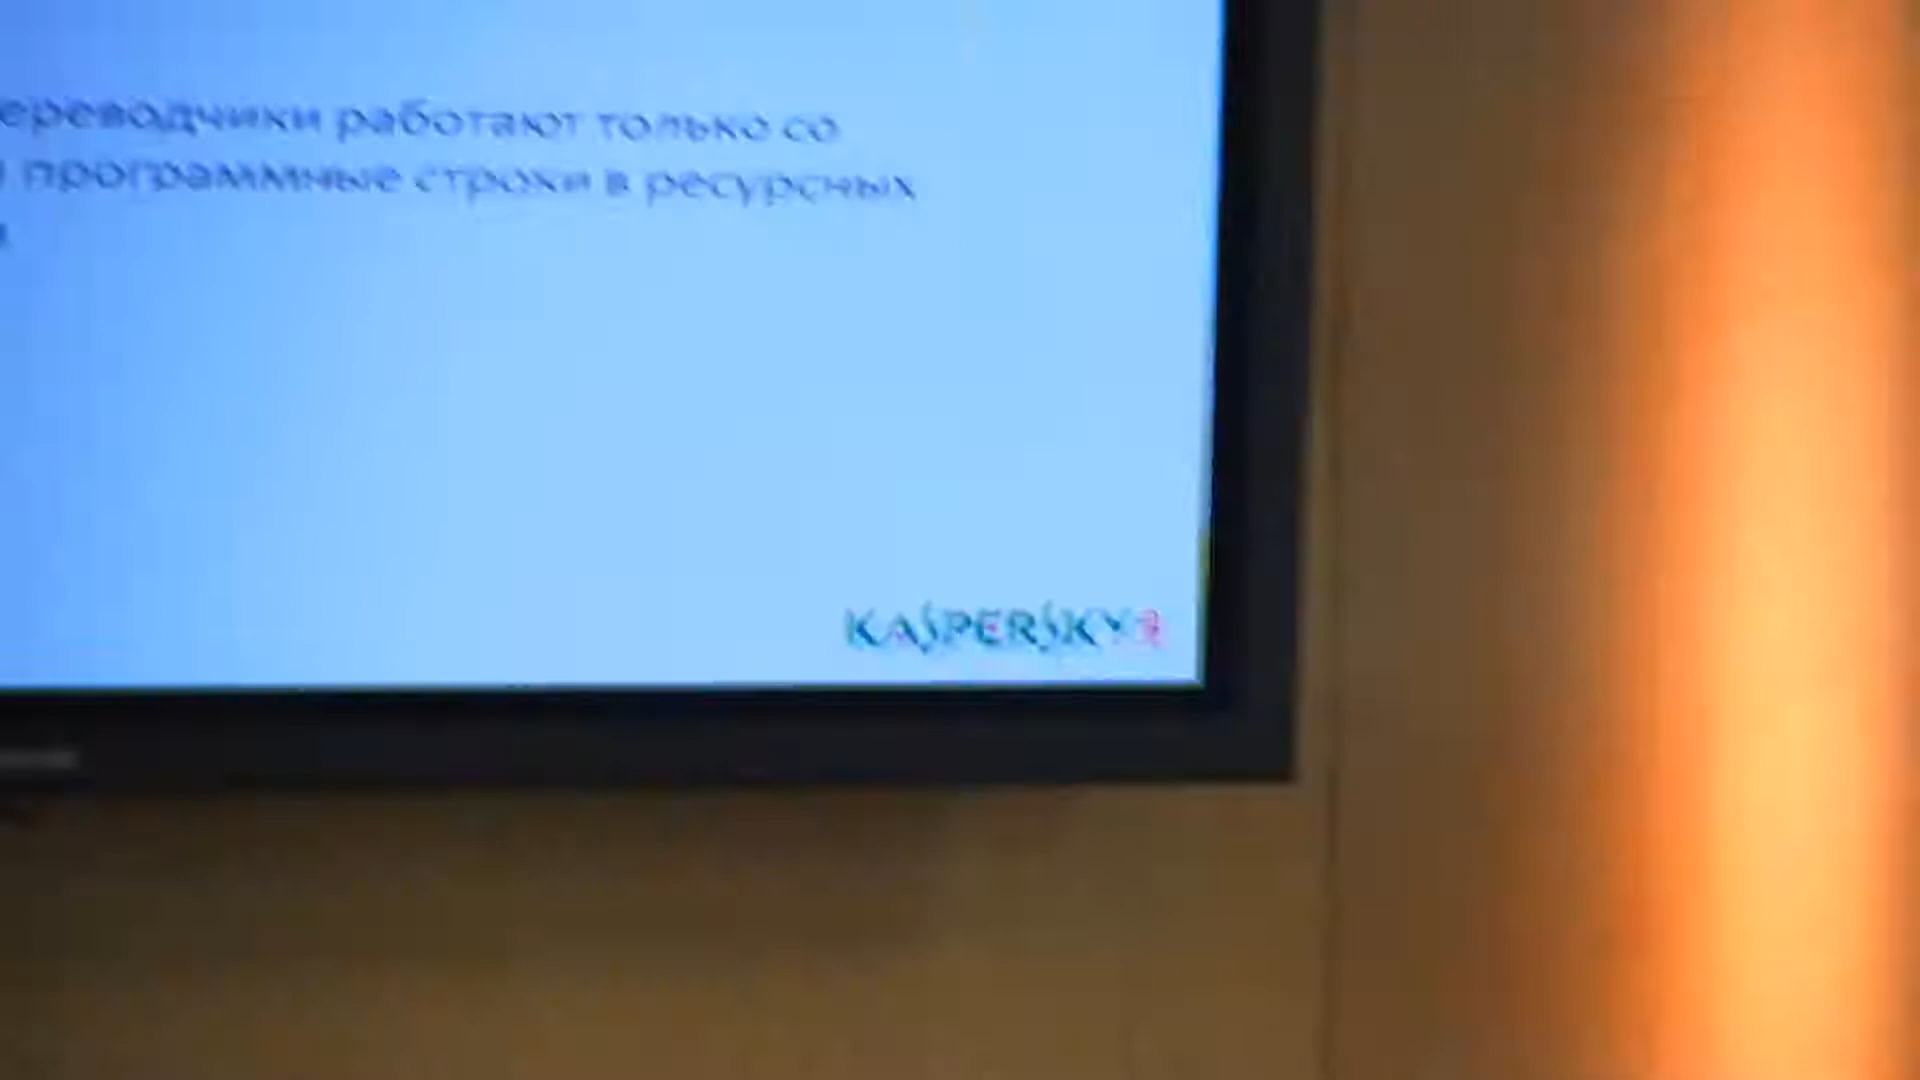 ереводчики работают только со
программные строки в ресурсных
KASPERSKY